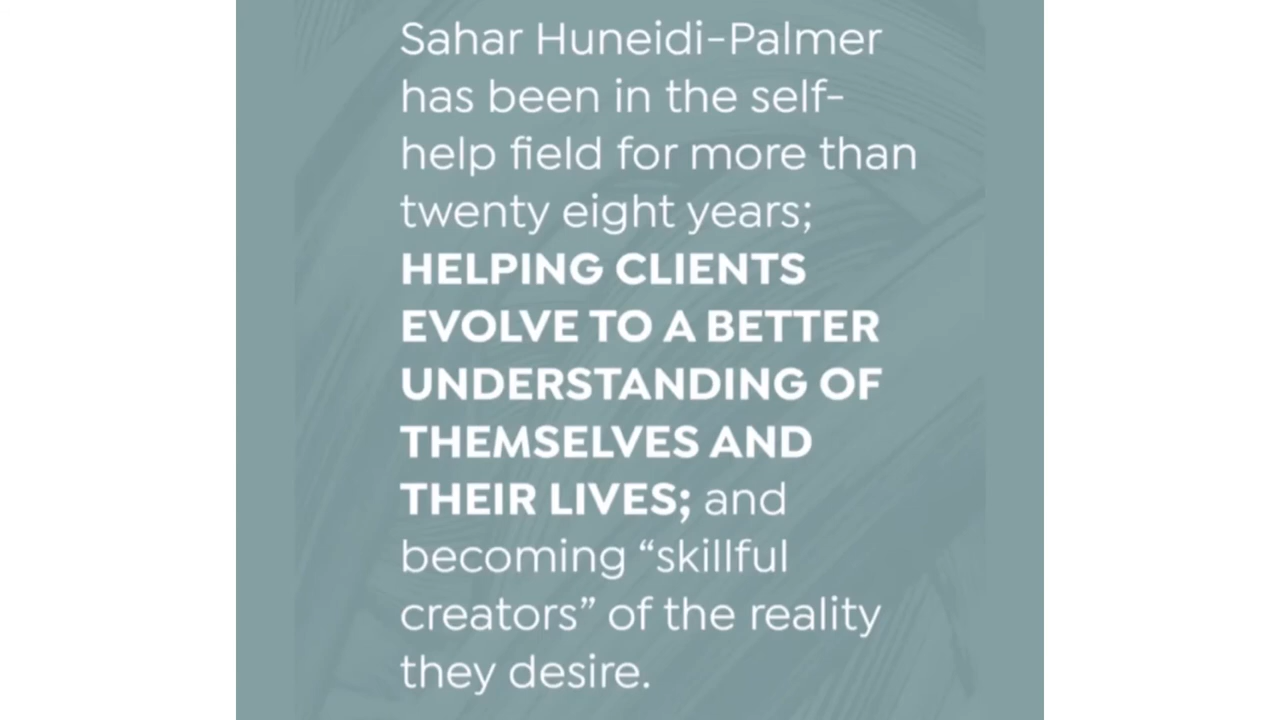 Sahar Huneidi-Palmer
has been in the self-
help field for more than
twenty eight years;
HELPING CLIENTS
EVOLVE TO A BETTER
UNDERSTANDING OF
THEMSELVES AND
THEIR LIVES; and
becoming “skillful
creators” of the reality
they desire.